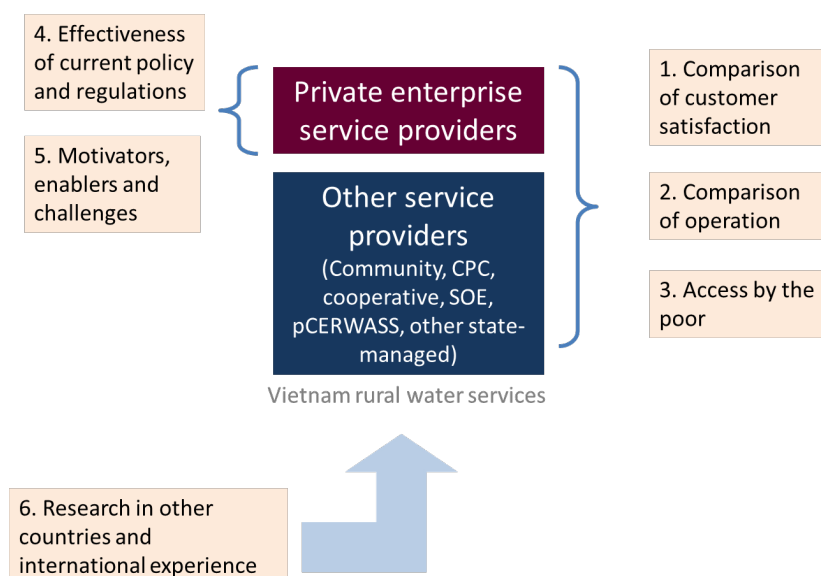 4. Effectiveness
of current policy
and regulations
5. Motivators,
enablers and
challenges
Private enterprise
service providers
Other service
providers
(Community, CPC,
cooperative, SOE,
pCERWASS, other state-
managed)
Vietnam rural water services
1. Comparison
of customer
satisfaction
2. Comparison
of operation
3. Access by the
poor
6. Research in other
countries and
international experience